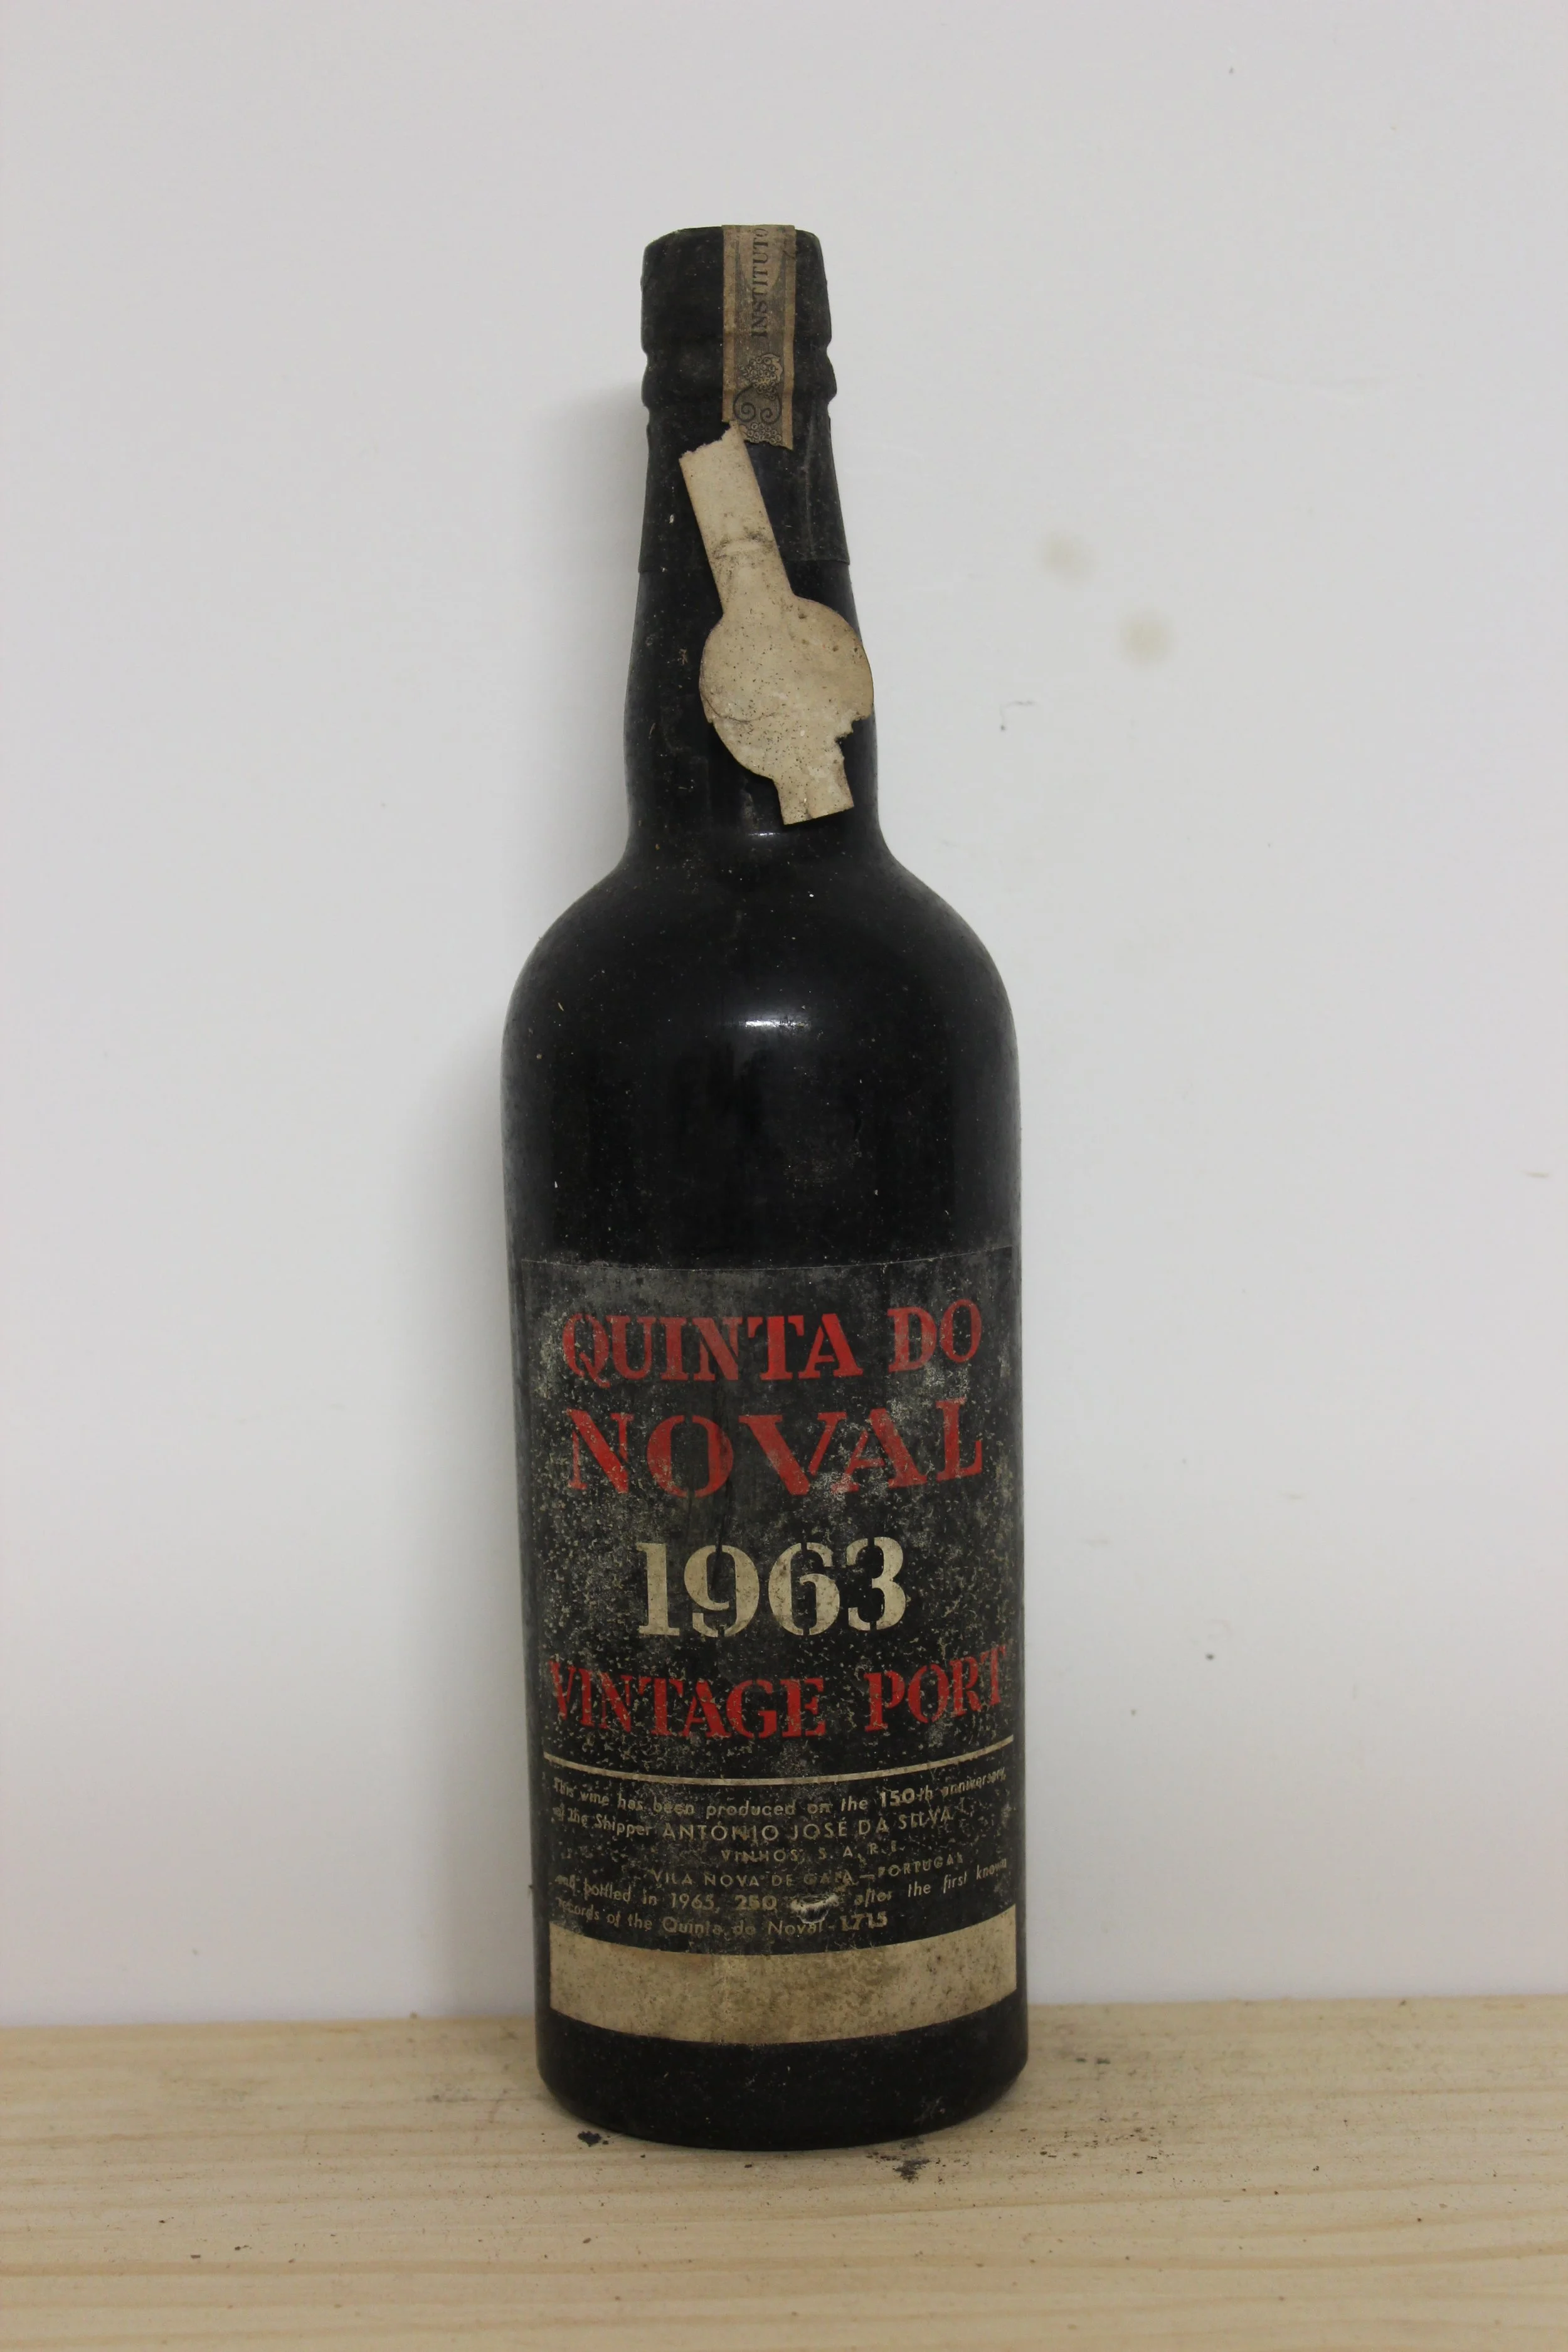 INSTITUTO
QUINTA DO
NOVAL
1963
VINTAGE PORT
This wine has been produced on the 150th anniversary
of the Shipper ANTÓNIO JOSÉ DA SILVA
VINHOS, S. A. R. L.
VILA NOVA DE GAIA - PORTUGAL
and bottled in 1965, 250 after the first known
records of the Quinta do Noval - 1715